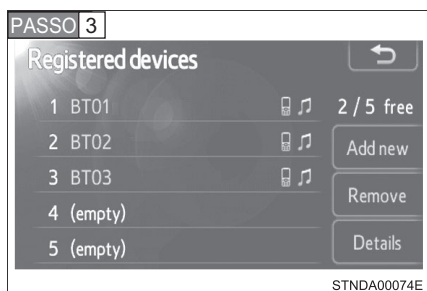 PASSO 3
Registered devices
1 BT01
2 / 5 free
2 BT02
Add new
3 BT03
Remove
4 (empty)
5 (empty)
Details
STNDA00074E